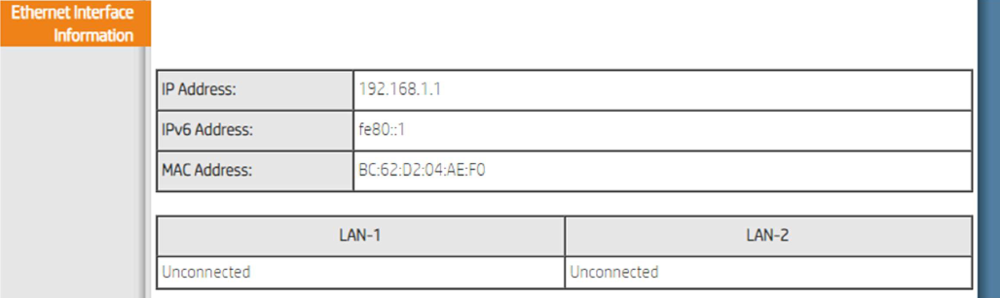 Ethernet Interface
Information
IP Address: 192.168.1.1
IPv6 Address: fe80::1
MAC Address: BC:62:D2:04:AE:F0
LAN-1 LAN-2
Unconnected Unconnected